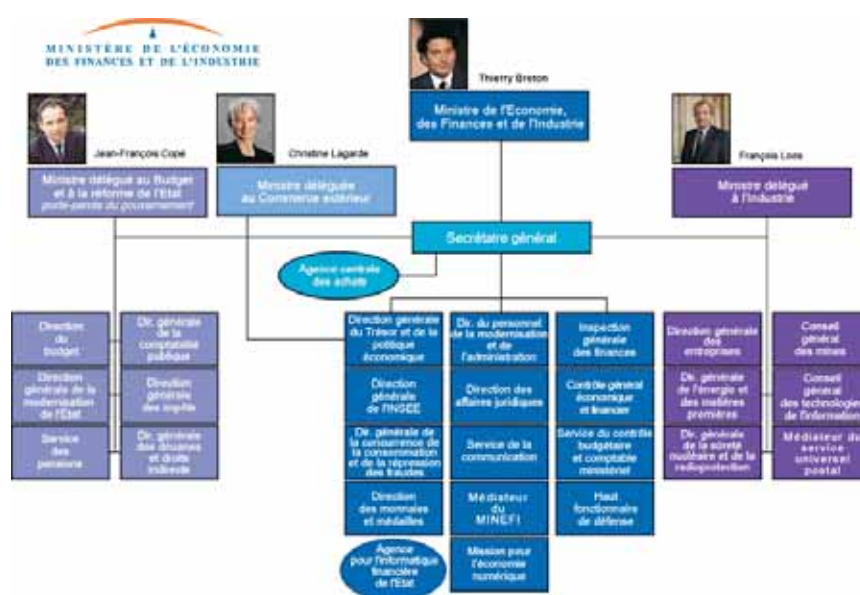 MINISTÈRE DE L'ÉCONOMIE
DES FINANCES ET DE L'INDUSTRIE
Thierry Breton
Ministre de l'Economie,
des Finances et de l'Industrie
Jean-François Copé
Ministre délégué au Budget
et à la réforme de l'Etat
porte-parole du gouvernement
Christine Lagarde
Ministre déléguée
au Commerce extérieur
François Loos
Ministre délégué
à l'Industrie
Secrétaire général
Agence centrale
des achats
Direction
du
budget
Dir. générale
de la
comptabilité
publique
Direction
générale de la
modernisation
de l'Etat
Direction
générale
des impôts
Service
des
pensions
Dir. générale
des douanes
et droits
indirects
Direction générale
du Trésor et de la
politique
économique
Dir. du personnel
de la modernisation
et de
l'administration
Inspection
générale
des finances
Direction
générale
de l'INSEE
Direction des
affaires juridiques
Contrôle général
économique
et financier
Dir. générale de
la concurrence de
la consommation
et de la répression
des fraudes
Service de la
communication
Service du contrôle
budgétaire
et comptable
ministériel
Direction
des monnaies
et médailles
Médiateur
du
MINEFI
Haut
fonctionnaire
de défense
Agence
pour l'informatique
financière
de l'Etat
Mission pour
l'économie
numérique
Direction générale
des
entreprises
Conseil
général
des mines
Dir. générale
de l'énergie et
des matières
premières
Conseil
général
des technologies
de l'information
Dir. générale
de la sûreté
nucléaire et de la
radioprotection
Médiateur du
service
universel
postal